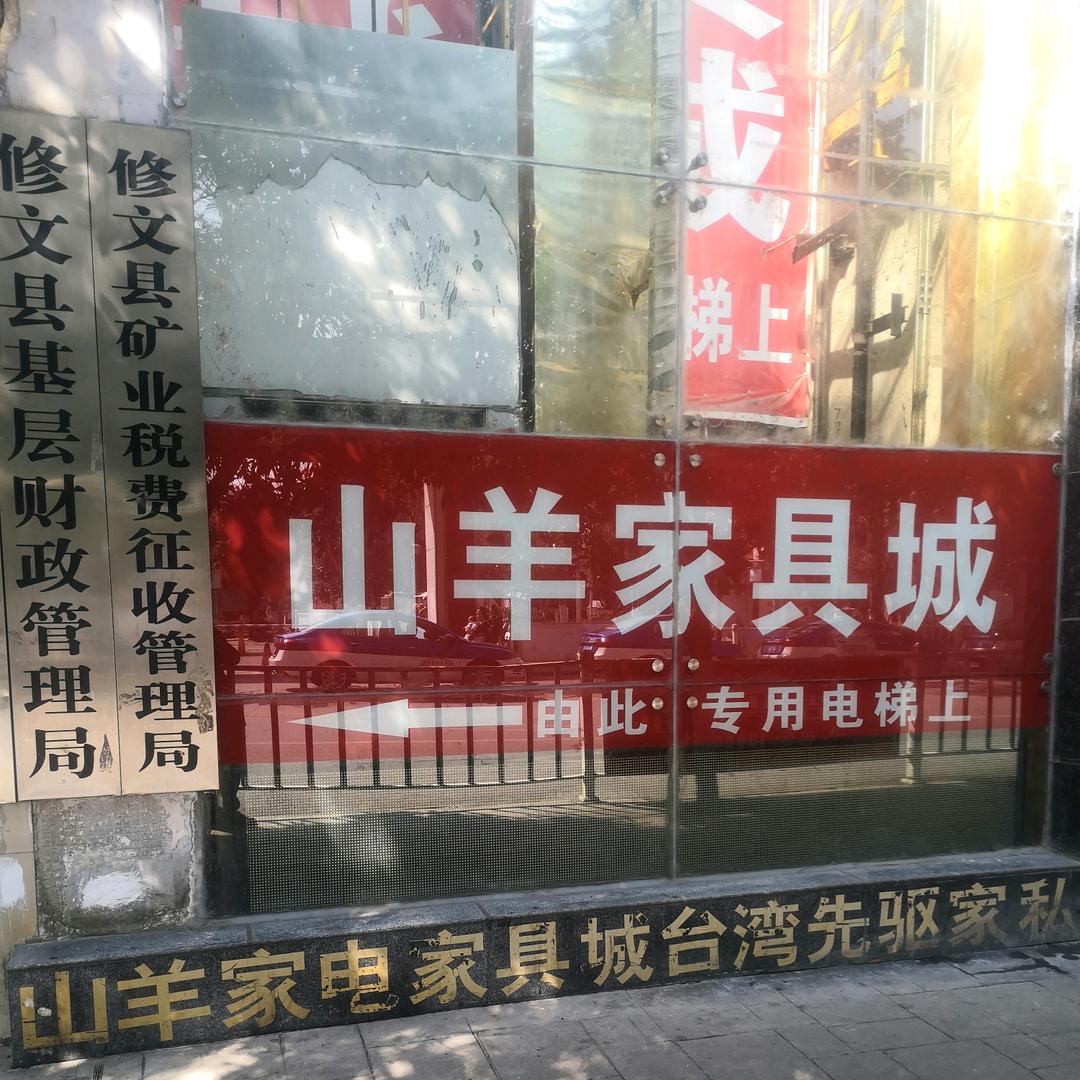 修文县基层财政管理局
修文县矿业税费征收管理局
城
梯上
山羊家具城
由此 专用电梯上
山羊家电家具城台湾先驱家私